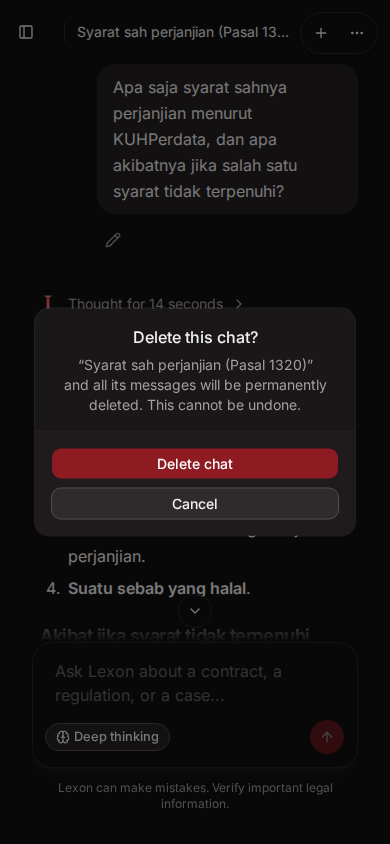 Syarat sah perjanjian (Pasal 13...
Apa saja syarat sahnya
perjanjian menurut
KUHPerdata, dan apa
akibatnya jika salah satu
syarat tidak terpenuhi?
Thought for 14 seconds
Delete this chat?
“Syarat sah perjanjian (Pasal 1320)”
and all its messages will be permanently
deleted. This cannot be undone.
Delete chat
Cancel
perjanjian.
4. Suatu sebab yang halal.
Akibat jika syarat tidak terpenuhi
Ask Lexon about a contract, a
regulation, or a case...
Deep thinking
Lexon can make mistakes. Verify important legal
information.